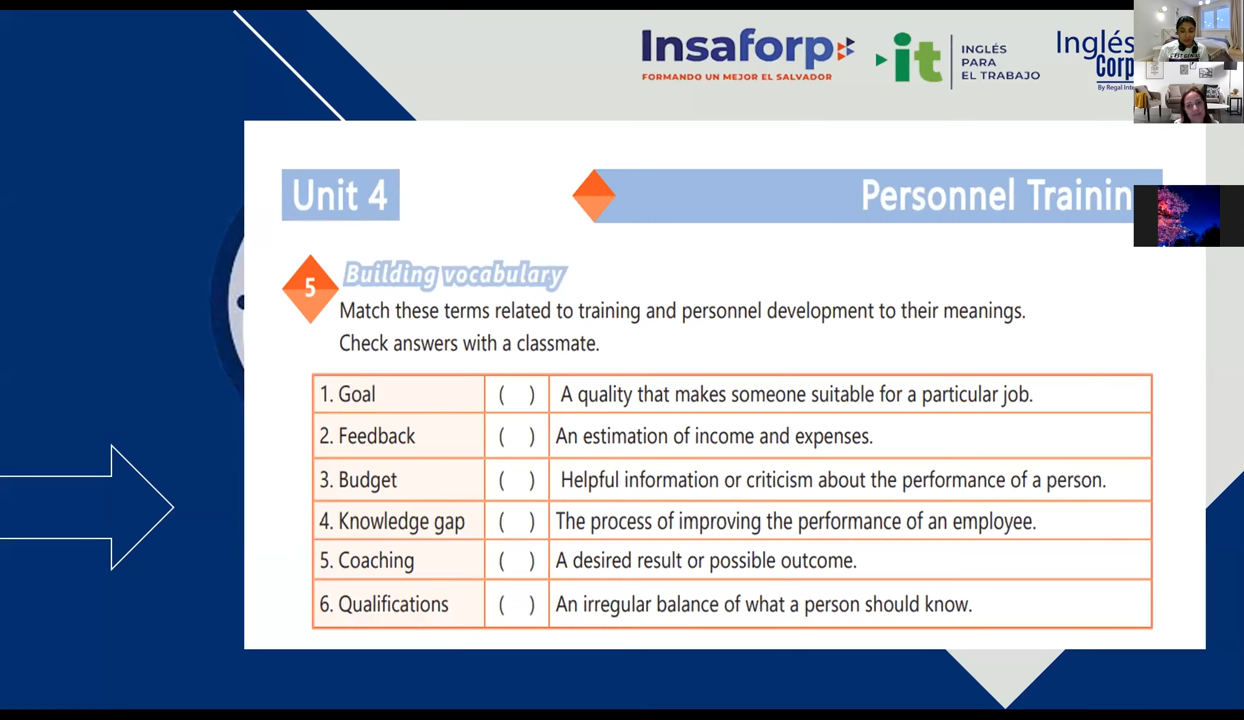 Insaforp
FORMANDO UN MEJOR EL SALVADOR
it
INGLÉS
PARA
EL TRABAJO
Inglés
Corp
By Regal Inte
Unit 4
Personnel Trainin
5 Building vocabulary
Match these terms related to training and personnel development to their meanings.
Check answers with a classmate.
1. Goal ( ) A quality that makes someone suitable for a particular job.
2. Feedback ( ) An estimation of income and expenses.
3. Budget ( ) Helpful information or criticism about the performance of a person.
4. Knowledge gap ( ) The process of improving the performance of an employee.
5. Coaching ( ) A desired result or possible outcome.
6. Qualifications ( ) An irregular balance of what a person should know.